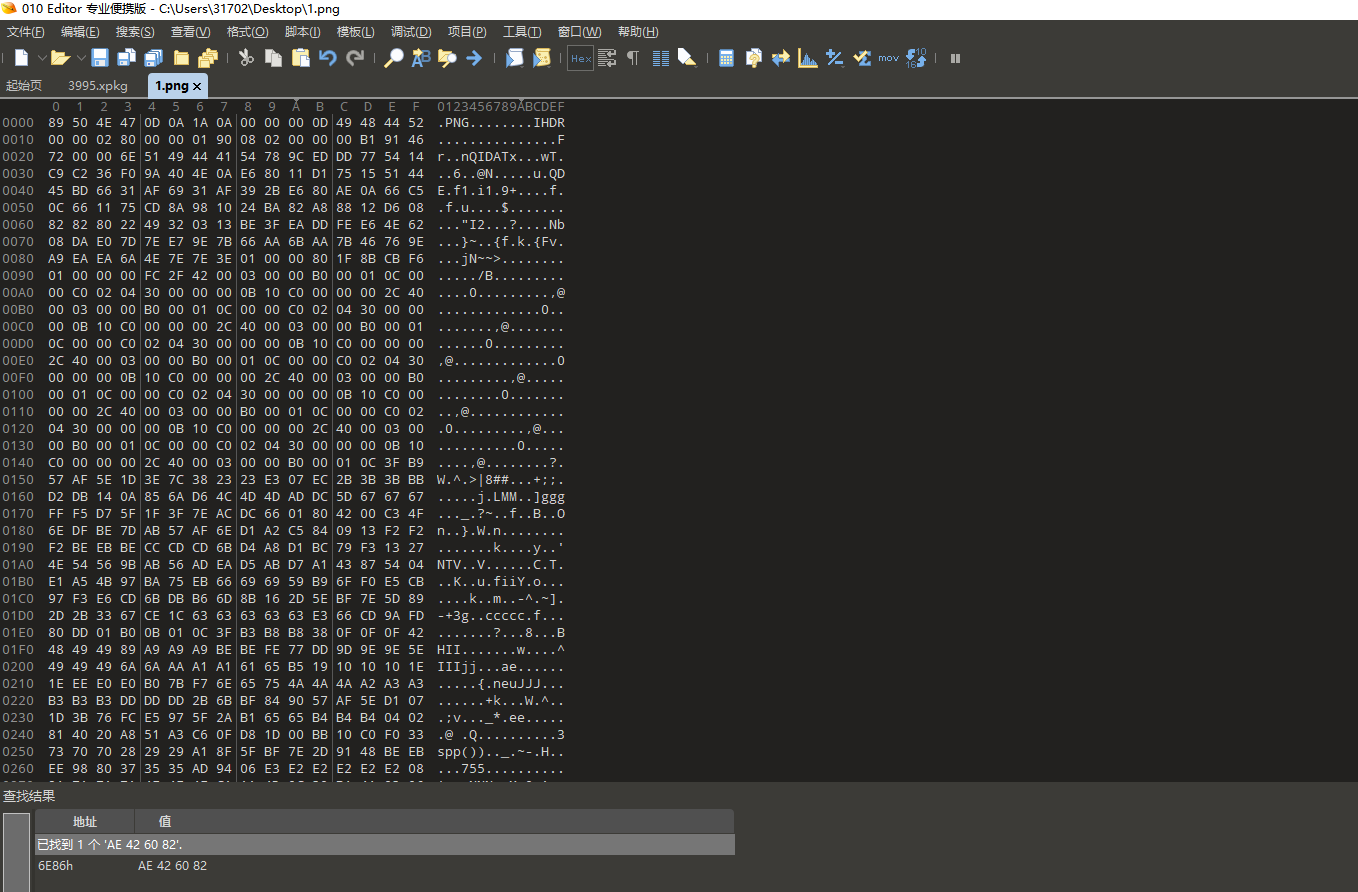 010 Editor 专业便携版 - C:\Users\31702\Desktop\1.png
文件(F) 编辑(E) 搜索(S) 查看(V) 格式(O) 脚本(I) 模板(L) 调试(D) 项目(P) 工具(T) 窗口(W) 帮助(H)
Hex mov
起始页 3995.xpkg 1.png ×
0 1 2 3 4 5 6 7 8 9 A B C D E F 0123456789ABCDEF
0000 89 50 4E 47 0D 0A 1A 0A 00 00 00 0D 49 48 44 52 .PNG........IHDR
0010 00 00 02 80 00 00 01 90 08 02 00 00 00 B1 91 46 ...............F
0020 72 00 00 6E 51 49 44 41 54 78 9C ED DD 77 54 14 r..nQIDATx...wT.
0030 C9 C2 36 F0 9A 40 4E 0A E6 80 11 D1 75 15 51 44 ..6..@N.....u.QD
0040 45 BD 66 31 AF 69 31 AF 39 2B E6 80 AE 0A 66 C5 E.f1.i1.9+....f.
0050 0C 66 11 75 CD 8A 98 10 24 BA 82 A8 88 12 D6 08 .f.u....$.......
0060 82 82 80 22 49 32 03 13 BE 3F EA DD FE E6 4E 62 ..."I2...?....Nb
0070 08 DA E0 7D 7E E7 9E 7B 66 AA 6B AA 7B 46 76 9E ...}~..{f.k.{Fv.
0080 A9 EA EA 6A 4E 7E 7E 3E 01 00 00 80 1F 8B CB F6 ...jN~~>........
0090 01 00 00 00 FC 2F 42 00 03 00 00 B0 00 01 0C 00 ...../B.........
00A0 00 C0 02 04 30 00 00 00 0B 10 C0 00 00 00 2C 40 ....0.........,@
00B0 00 03 00 00 B0 00 01 0C 00 00 C0 02 04 30 00 00 .............0..
00C0 00 0B 10 C0 00 00 00 2C 40 00 03 00 00 B0 00 01 .......,@.......
00D0 0C 00 00 C0 02 04 30 00 00 00 0B 10 C0 00 00 00 ......0.........
00E0 2C 40 00 03 00 00 B0 00 01 0C 00 00 C0 02 04 30 ,@.............0
00F0 00 00 00 0B 10 C0 00 00 00 2C 40 00 03 00 00 B0 .........,@.....
0100 00 01 0C 00 00 C0 02 04 30 00 00 00 0B 10 C0 00 ........0.......
0110 00 00 2C 40 00 03 00 00 B0 00 01 0C 00 00 C0 02 ..,@............
0120 04 30 00 00 00 0B 10 C0 00 00 00 2C 40 00 03 00 .0.........,@...
0130 00 B0 00 01 0C 00 00 C0 02 04 30 00 00 00 0B 10 ..........0.....
0140 C0 00 00 00 2C 40 00 03 00 00 B0 00 01 0C 3F B9 ....,@........?.
0150 57 AF 5E 1D 3E 7C 38 23 23 E3 07 EC 2B 3B 3B BB W.^.>|8##...+;;.
0160 D2 DB 14 0A 85 6A D6 4C 4D 4D AD DC 5D 67 67 67 .....j.LMM..]ggg
0170 FF F5 D7 5F 1F 3F 7E AC DC 66 01 80 42 00 C3 4F ..._.?~..f..B..O
0180 6E DF BE 7D AB 57 AF 6E D1 A2 C5 84 09 13 F2 F2 n..}.W.n........
0190 F2 BE EB BE CC CD CD 6B D4 A8 D1 BC 79 F3 13 27 .......k....y..'
01A0 4E 54 56 9B AB 56 AD EA D5 AB D7 A1 43 87 54 04 NTV..V......C.T.
01B0 E1 A5 4B 97 BA 75 EB 66 69 69 59 B9 6F F0 E5 CB ..K..u.fiiY.o...
01C0 97 F3 E6 CD 6B DB B6 6D 8B 16 2D 5E BF 7E 5D 89 ....k..m..-^.~].
01D0 2D 2B 33 67 CE 1C 63 63 63 63 63 E3 66 CD 9A FD -+3g..ccccc.f...
01E0 80 DD 01 B0 0B 01 0C 3F B3 B8 B8 38 0F 0F 0F 42 .......?...8...B
01F0 48 49 49 89 A9 A9 A9 BE BE FE 77 DD 9D 9E 9E 5E HII.......w....^
0200 49 49 49 6A 6A AA A1 A1 61 65 B5 19 10 10 10 1E IIIjj...ae......
0210 1E EE E0 E0 B0 7B F7 6E 65 75 4A 4A 4A A2 A3 A3 .....{.neuJJJ...
0220 B3 B3 B3 DD DD DD 2B 6B BF 84 90 57 AF 5E D1 07 ......+k...W.^..
0230 1D 3B 76 FC E5 97 5F 2A B1 65 65 B4 B4 B4 04 02 .;v..._*.ee.....
0240 81 40 20 A8 51 A3 C6 0F D8 1D 00 BB 10 C0 F0 33 .@ .Q..........3
0250 73 70 70 28 29 29 A1 8F 5F BF 7E 2D 91 48 BE EB spp()).._.~-.H..
0260 EE 98 80 37 35 35 AD 94 06 E3 E2 E2 E2 E2 E2 08 ...755..........
查找结果
地址 值
已找到 1 个 'AE 42 60 82'.
6E86h AE 42 60 82